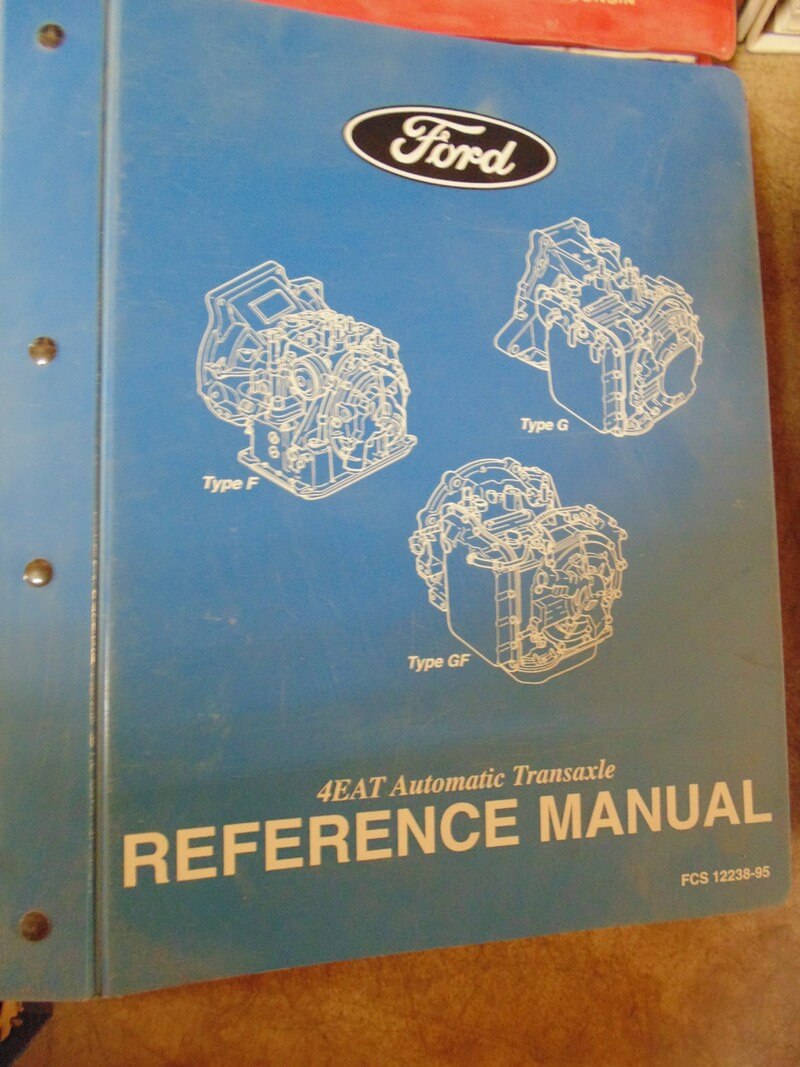 Ford
Type F
Type G
Type GF
4EAT Automatic Transaxle
REFERENCE MANUAL
FCS 12238-95